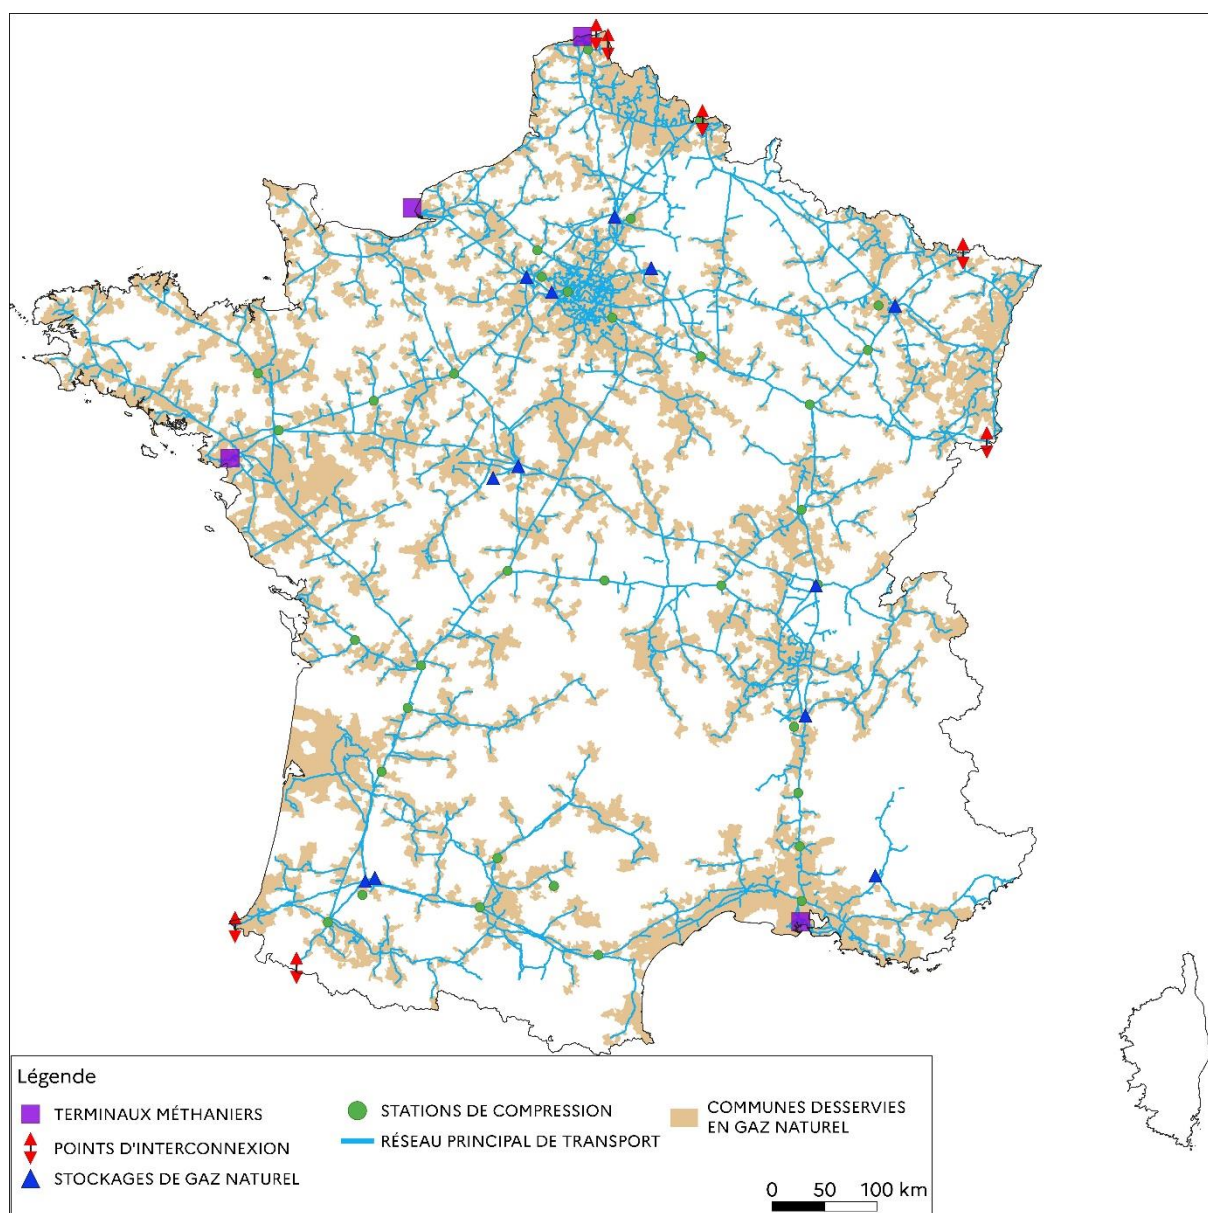 Légende
TERMINAUX MÉTHANIERS
POINTS D'INTERCONNEXION
STOCKAGES DE GAZ NATUREL
STATIONS DE COMPRESSION
RÉSEAU PRINCIPAL DE TRANSPORT
COMMUNES DESSERVIES
EN GAZ NATUREL
0 50 100 km